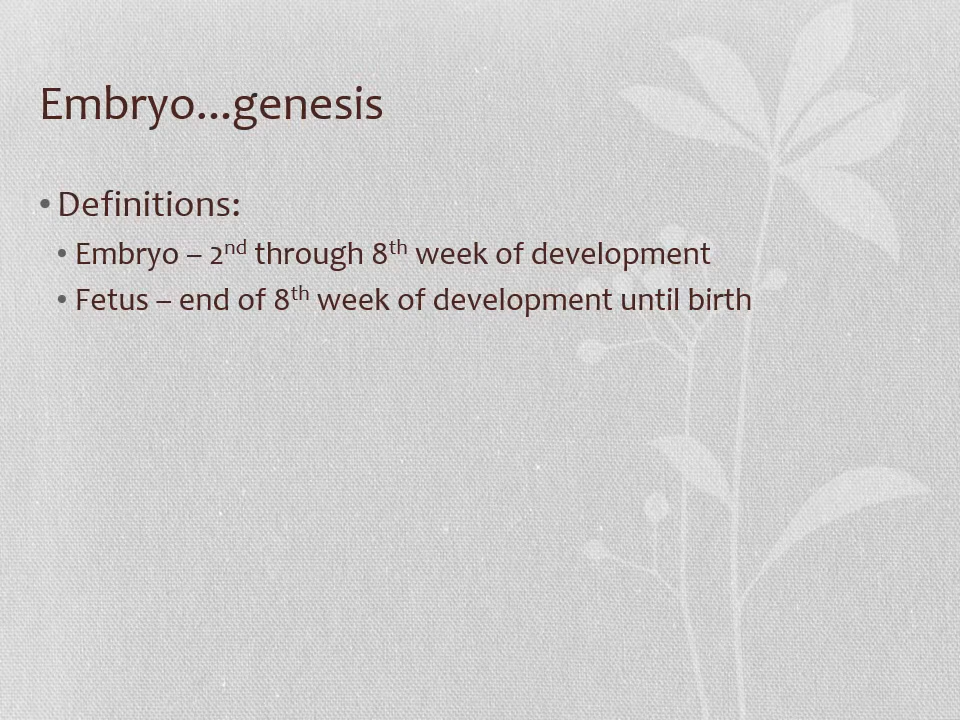 Embryo...genesis
• Definitions:
• Embryo – 2nd through 8th week of development
• Fetus – end of 8th week of development until birth